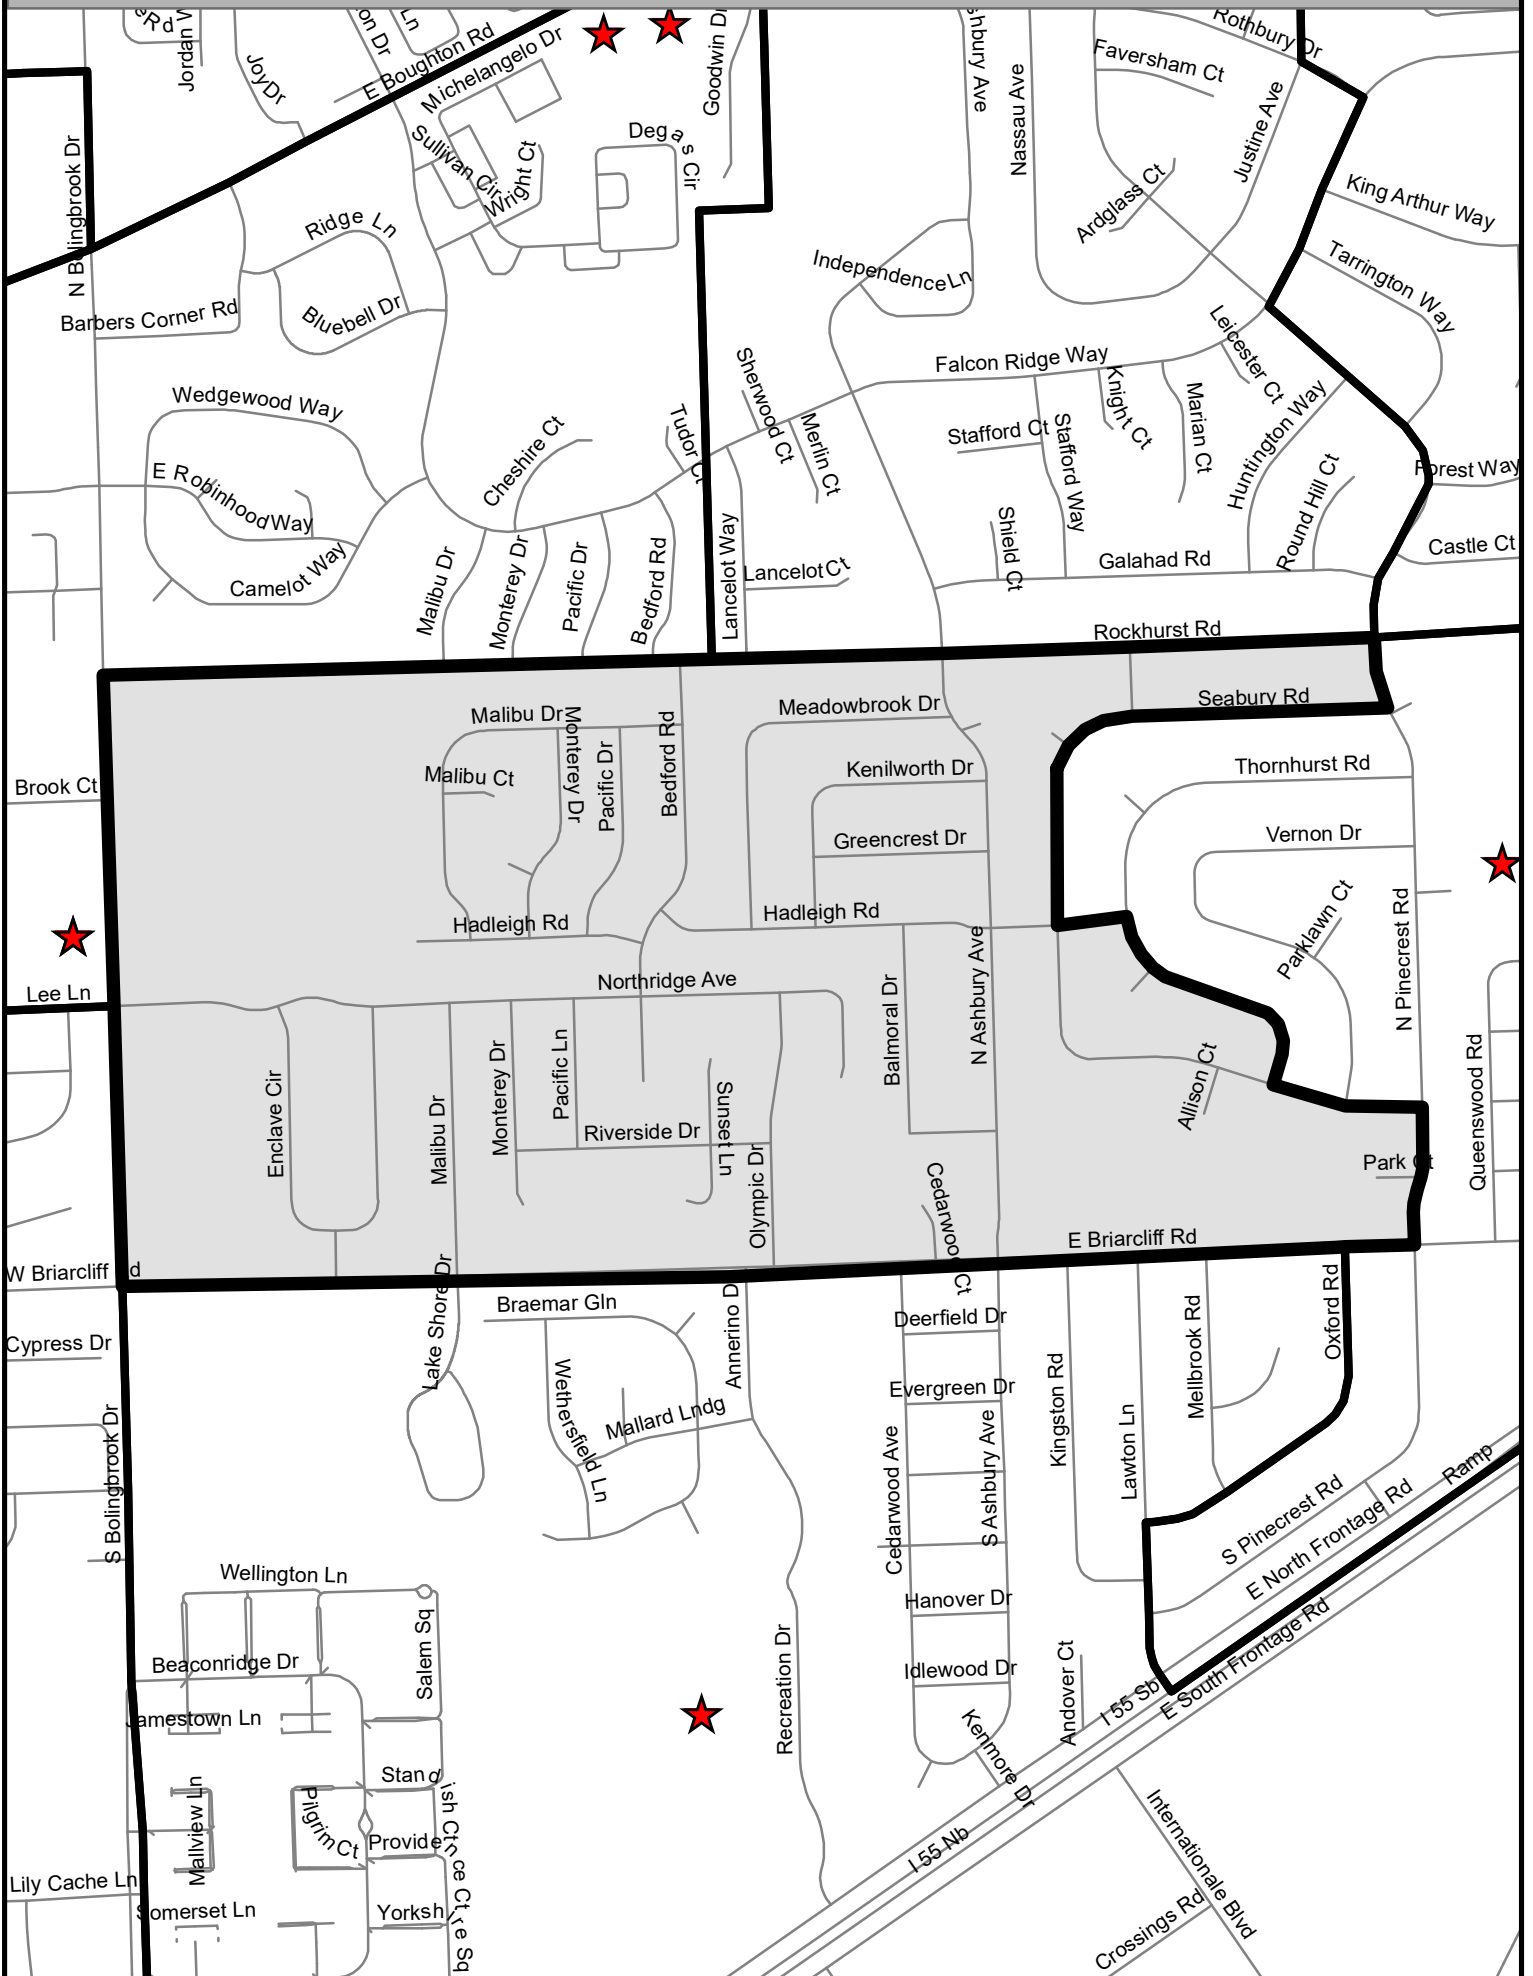 Jordan W
Joy Dr
on Dr
Ln
E Boughton Rd
Michelangelo Dr
Goodwin Dr
Sullivan Cir
Wright Ct
Degas Cir
shbury Ave
Nassau Ave
Rothbury Dr
Faversham Ct
Justine Ave
Ardglass Ct
King Arthur Way
Tarrington Way
N Bolingbrook Dr
Ridge Ln
Bluebell Dr
Barbers Corner Rd
Independence Ln
Falcon Ridge Way
Leicester Ct
Wedgewood Way
E Robinhood Way
Camelot Way
Cheshire Ct
Tudor Ct
Sherwood Ct
Merlin Ct
Stafford Ct
Stafford Way
Knight Ct
Marian Ct
Huntington Way
Round Hill Ct
Forest Way
Castle Ct
Malibu Dr
Monterey Dr
Pacific Dr
Bedford Rd
Lancelot Way
Lancelot Ct
Shield Ct
Galahad Rd
Rockhurst Rd
Seabury Rd
Malibu Dr
Monterey Dr
Pacific Dr
Bedford Rd
Malibu Ct
Meadowbrook Dr
Kenilworth Dr
Greencrest Dr
Thornhurst Rd
Vernon Dr
Parklawn Ct
N Pinecrest Rd
Brook Ct
Hadleigh Rd
Hadleigh Rd
Lee Ln
Northridge Ave
Balmoral Dr
N Ashbury Ave
Enclave Cir
Malibu Dr
Monterey Dr
Pacific Ln
Riverside Dr
Sunset Ln
Olympic Dr
Allison Ct
Park Ct
Queenswood Rd
Cedarwood Ct
E Briarcliff Rd
W Briarcliff Rd
Cypress Dr
Lake Shore Dr
Braemar Gln
Annerino D
Deerfield Dr
Oxford Rd
Mellbrook Rd
Kingston Rd
Lawton Ln
Evergreen Dr
Wethersfield Ln
Mallard Lndg
S Bolingbrook Dr
Cedarwood Ave
S Ashbury Ave
S Pinecrest Rd
E North Frontage Rd
Ramp
Wellington Ln
Salem Sq
Hanover Dr
Beaconridge Dr
Idlewood Dr
Recreation Dr
Andover Ct
Kenmore Dr
I 55 Sb
E South Frontage Rd
Jamestown Ln
Standish Ct
Mallview Ln
Pilgrim Ct
Providence Ct
I 55 Nb
Internationale Blvd
Crossings Rd
Lily Cache Ln
Somerset Ln
Yorkshire Sq